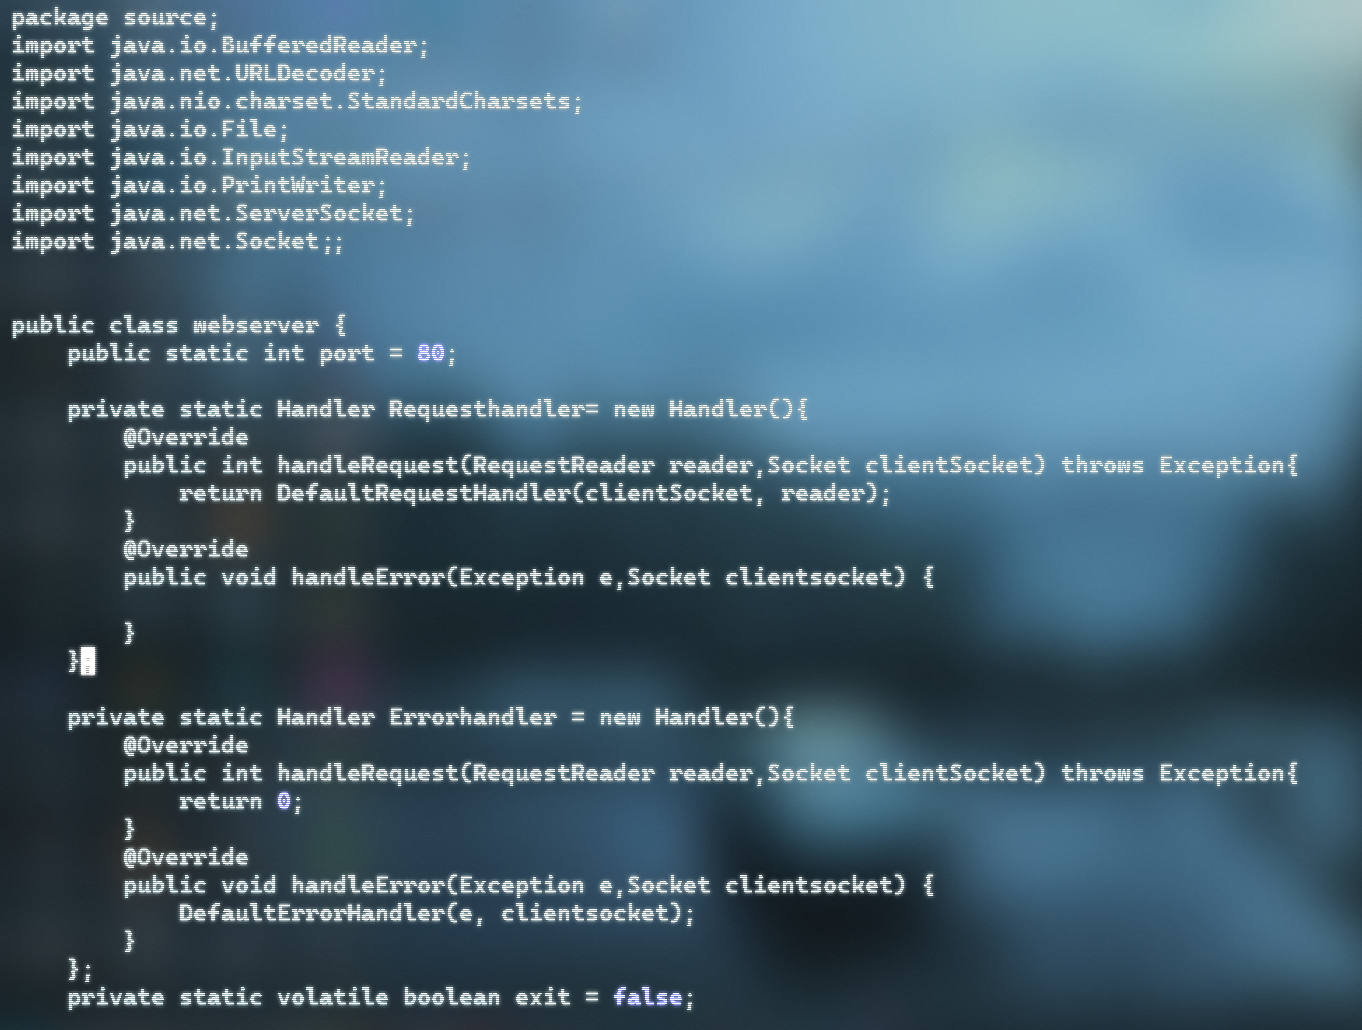 package source;
import java.io.BufferedReader;
import java.net.URLDecoder;
import java.nio.charset.StandardCharsets;
import java.io.File;
import java.io.InputStreamReader;
import java.io.PrintWriter;
import java.net.ServerSocket;
import java.net.Socket;;
public class webserver {
    public static int port = 80;
    private static Handler Requesthandler= new Handler(){
        @Override
        public int handleRequest(RequestReader reader,Socket clientSocket) throws Exception{
            return DefaultRequestHandler(clientSocket, reader);
        }
        @Override
        public void handleError(Exception e,Socket clientsocket) {
        }
    };
    private static Handler Errorhandler = new Handler(){
        @Override
        public int handleRequest(RequestReader reader,Socket clientSocket) throws Exception{
            return 0;
        }
        @Override
        public void handleError(Exception e,Socket clientsocket) {
            DefaultErrorHandler(e, clientsocket);
        }
    };
    private static volatile boolean exit = false;